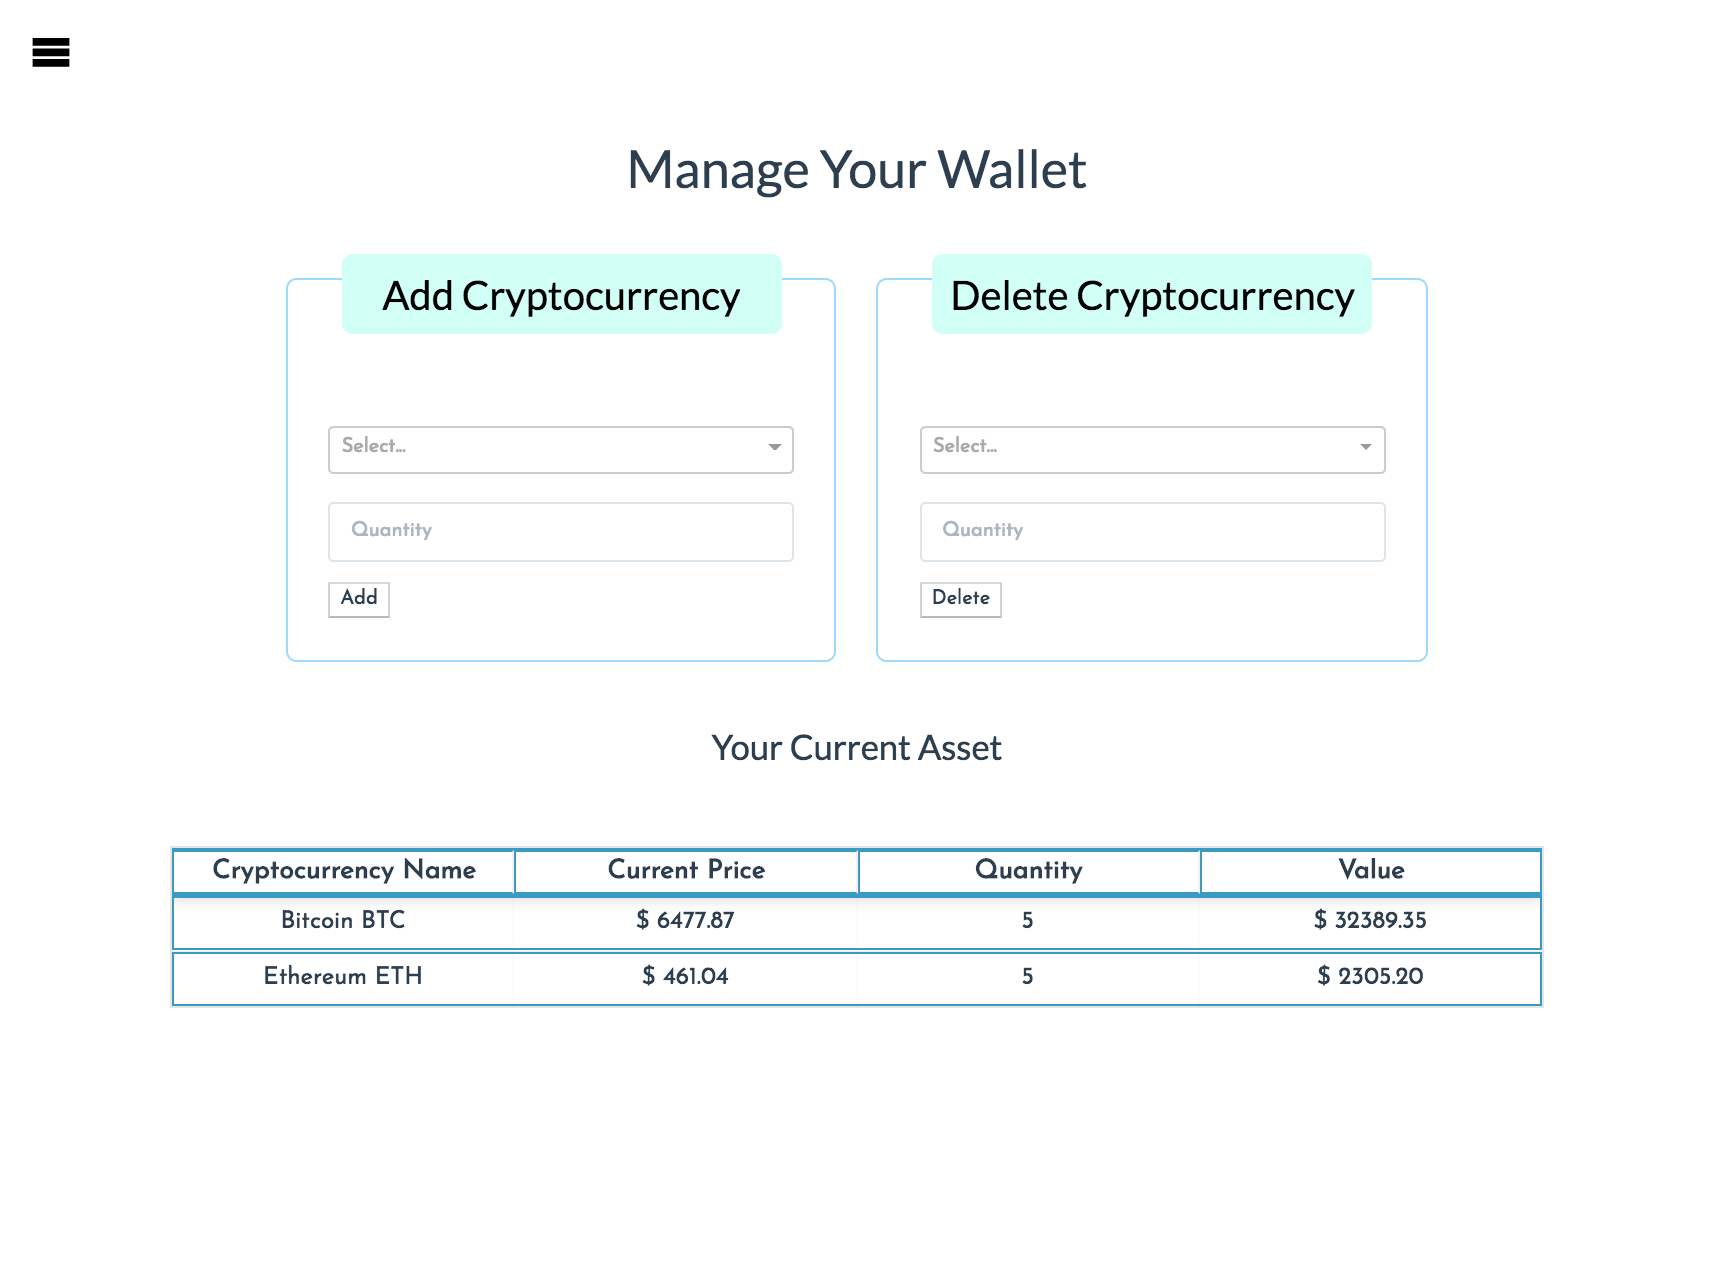 Manage Your Wallet
Add Cryptocurrency
Select...
Quantity
Add
Delete Cryptocurrency
Select...
Quantity
Delete
Your Current Asset
Cryptocurrency Name Current Price Quantity Value
Bitcoin BTC $ 6477.87 5 $ 32389.35
Ethereum ETH $ 461.04 5 $ 2305.20